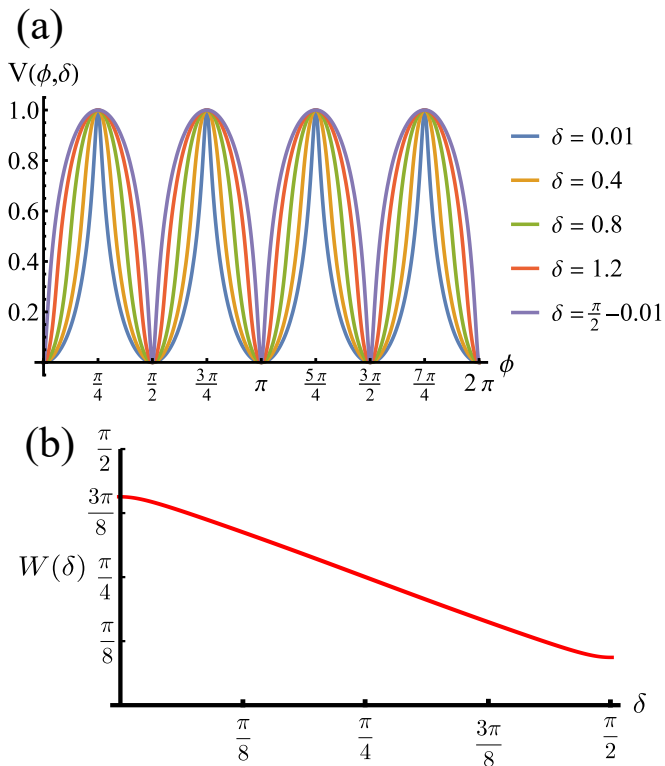 (a)
V(ϕ,δ)
1.0
0.8
0.6
0.4
0.2
π/4 π/2 3π/4 π 5π/4 3π/2 7π/4 2π ϕ
δ = 0.01
δ = 0.4
δ = 0.8
δ = 1.2
δ = π/2 −0.01
(b)
π/2
3π/8
W(δ) π/4
π/8
π/8 π/4 3π/8 π/2 δ